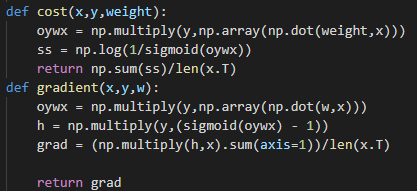 def cost(x,y,weight):
    oywx = np.multiply(y,np.array(np.dot(weight,x)))
    ss = np.log(1/sigmoid(oywx))
    return np.sum(ss)/len(x.T)
def gradient(x,y,w):
    oywx = np.multiply(y,np.array(np.dot(w,x)))
    h = np.multiply(y,(sigmoid(oywx) - 1))
    grad = (np.multiply(h,x).sum(axis=1))/len(x.T)
    return grad